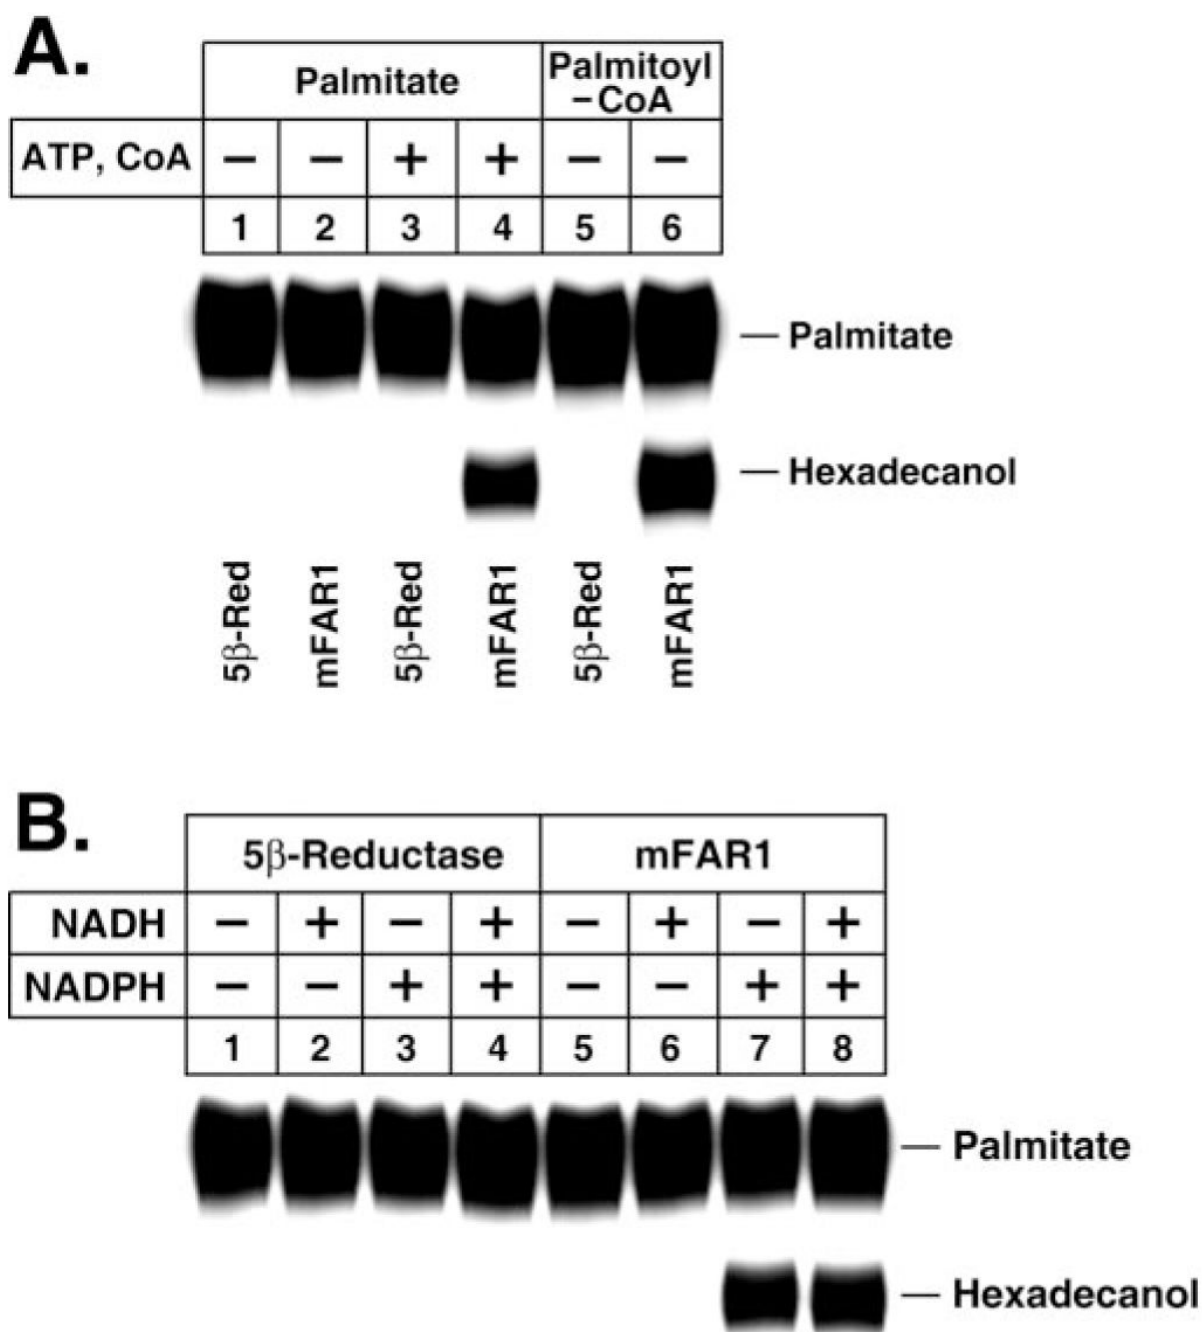 A.
Palmitate Palmitoyl
–CoA
ATP, CoA − − + + − −
1 2 3 4 5 6
— Palmitate
— Hexadecanol
5β-Red mFAR1 5β-Red mFAR1 5β-Red mFAR1
B.
5β-Reductase mFAR1
NADH − + − + − + − +
NADPH − − + + − − + +
1 2 3 4 5 6 7 8
— Palmitate
— Hexadecanol